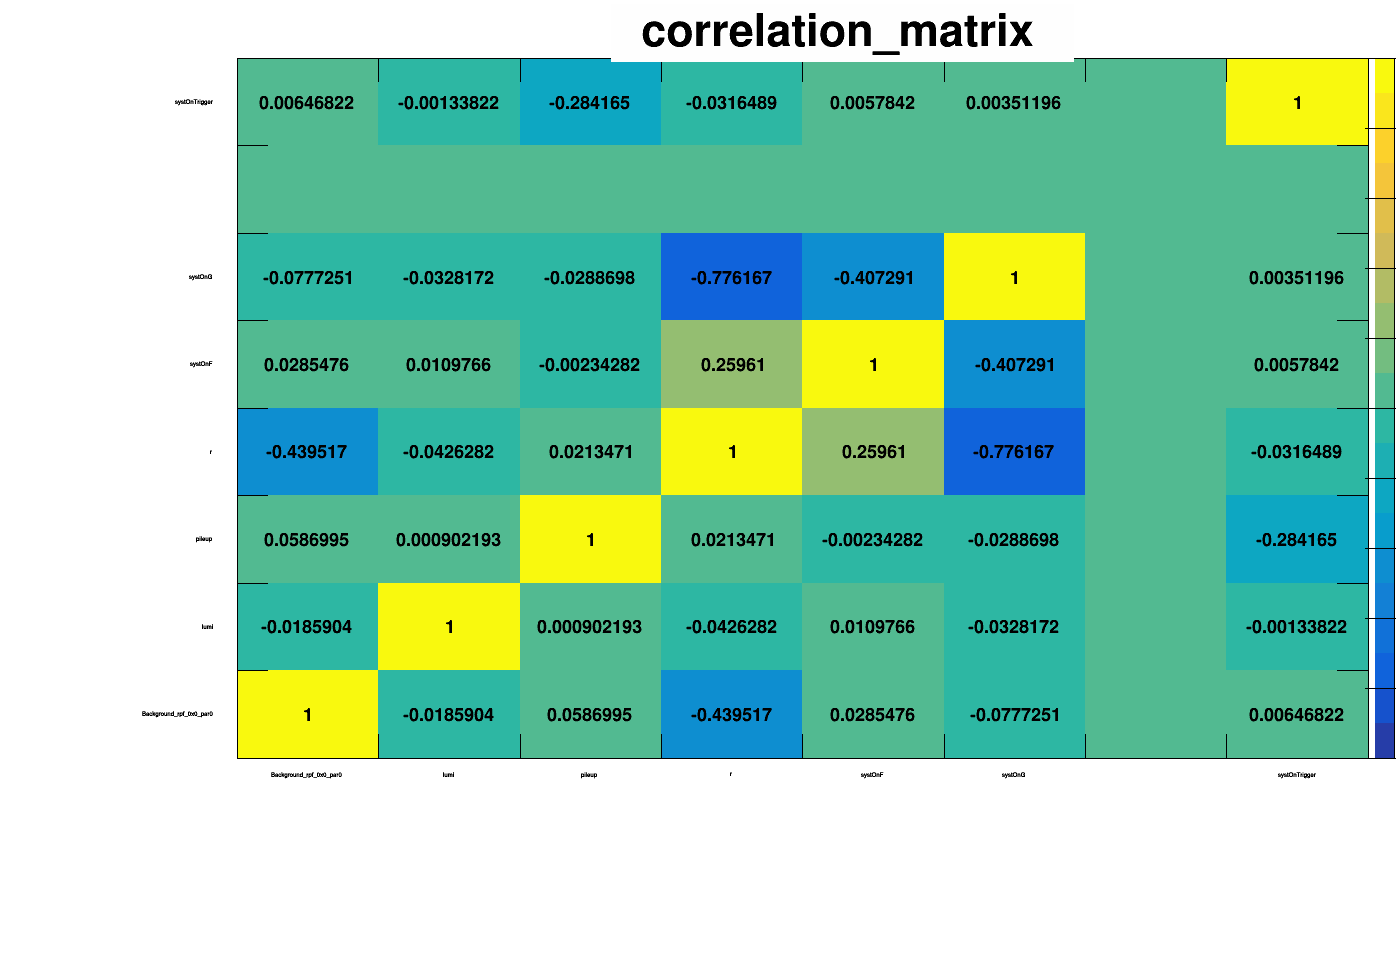 correlation_matrix
systOnTrigger 0.00646822 -0.00133822 -0.284165 -0.0316489 0.0057842 0.00351196 1
systOnG -0.0777251 -0.0328172 -0.0288698 -0.776167 -0.407291 1 0.00351196
systOnF 0.0285476 0.0109766 -0.00234282 0.25961 1 -0.407291 0.0057842
r -0.439517 -0.0426282 0.0213471 1 0.25961 -0.776167 -0.0316489
pileup 0.0586995 0.000902193 1 0.0213471 -0.00234282 -0.0288698 -0.284165
lumi -0.0185904 1 0.000902193 -0.0426282 0.0109766 -0.0328172 -0.00133822
Background_rpf_0x0_par0 1 -0.0185904 0.0586995 -0.439517 0.0285476 -0.0777251 0.00646822
Background_rpf_0x0_par0 lumi pileup r systOnF systOnG systOnTrigger